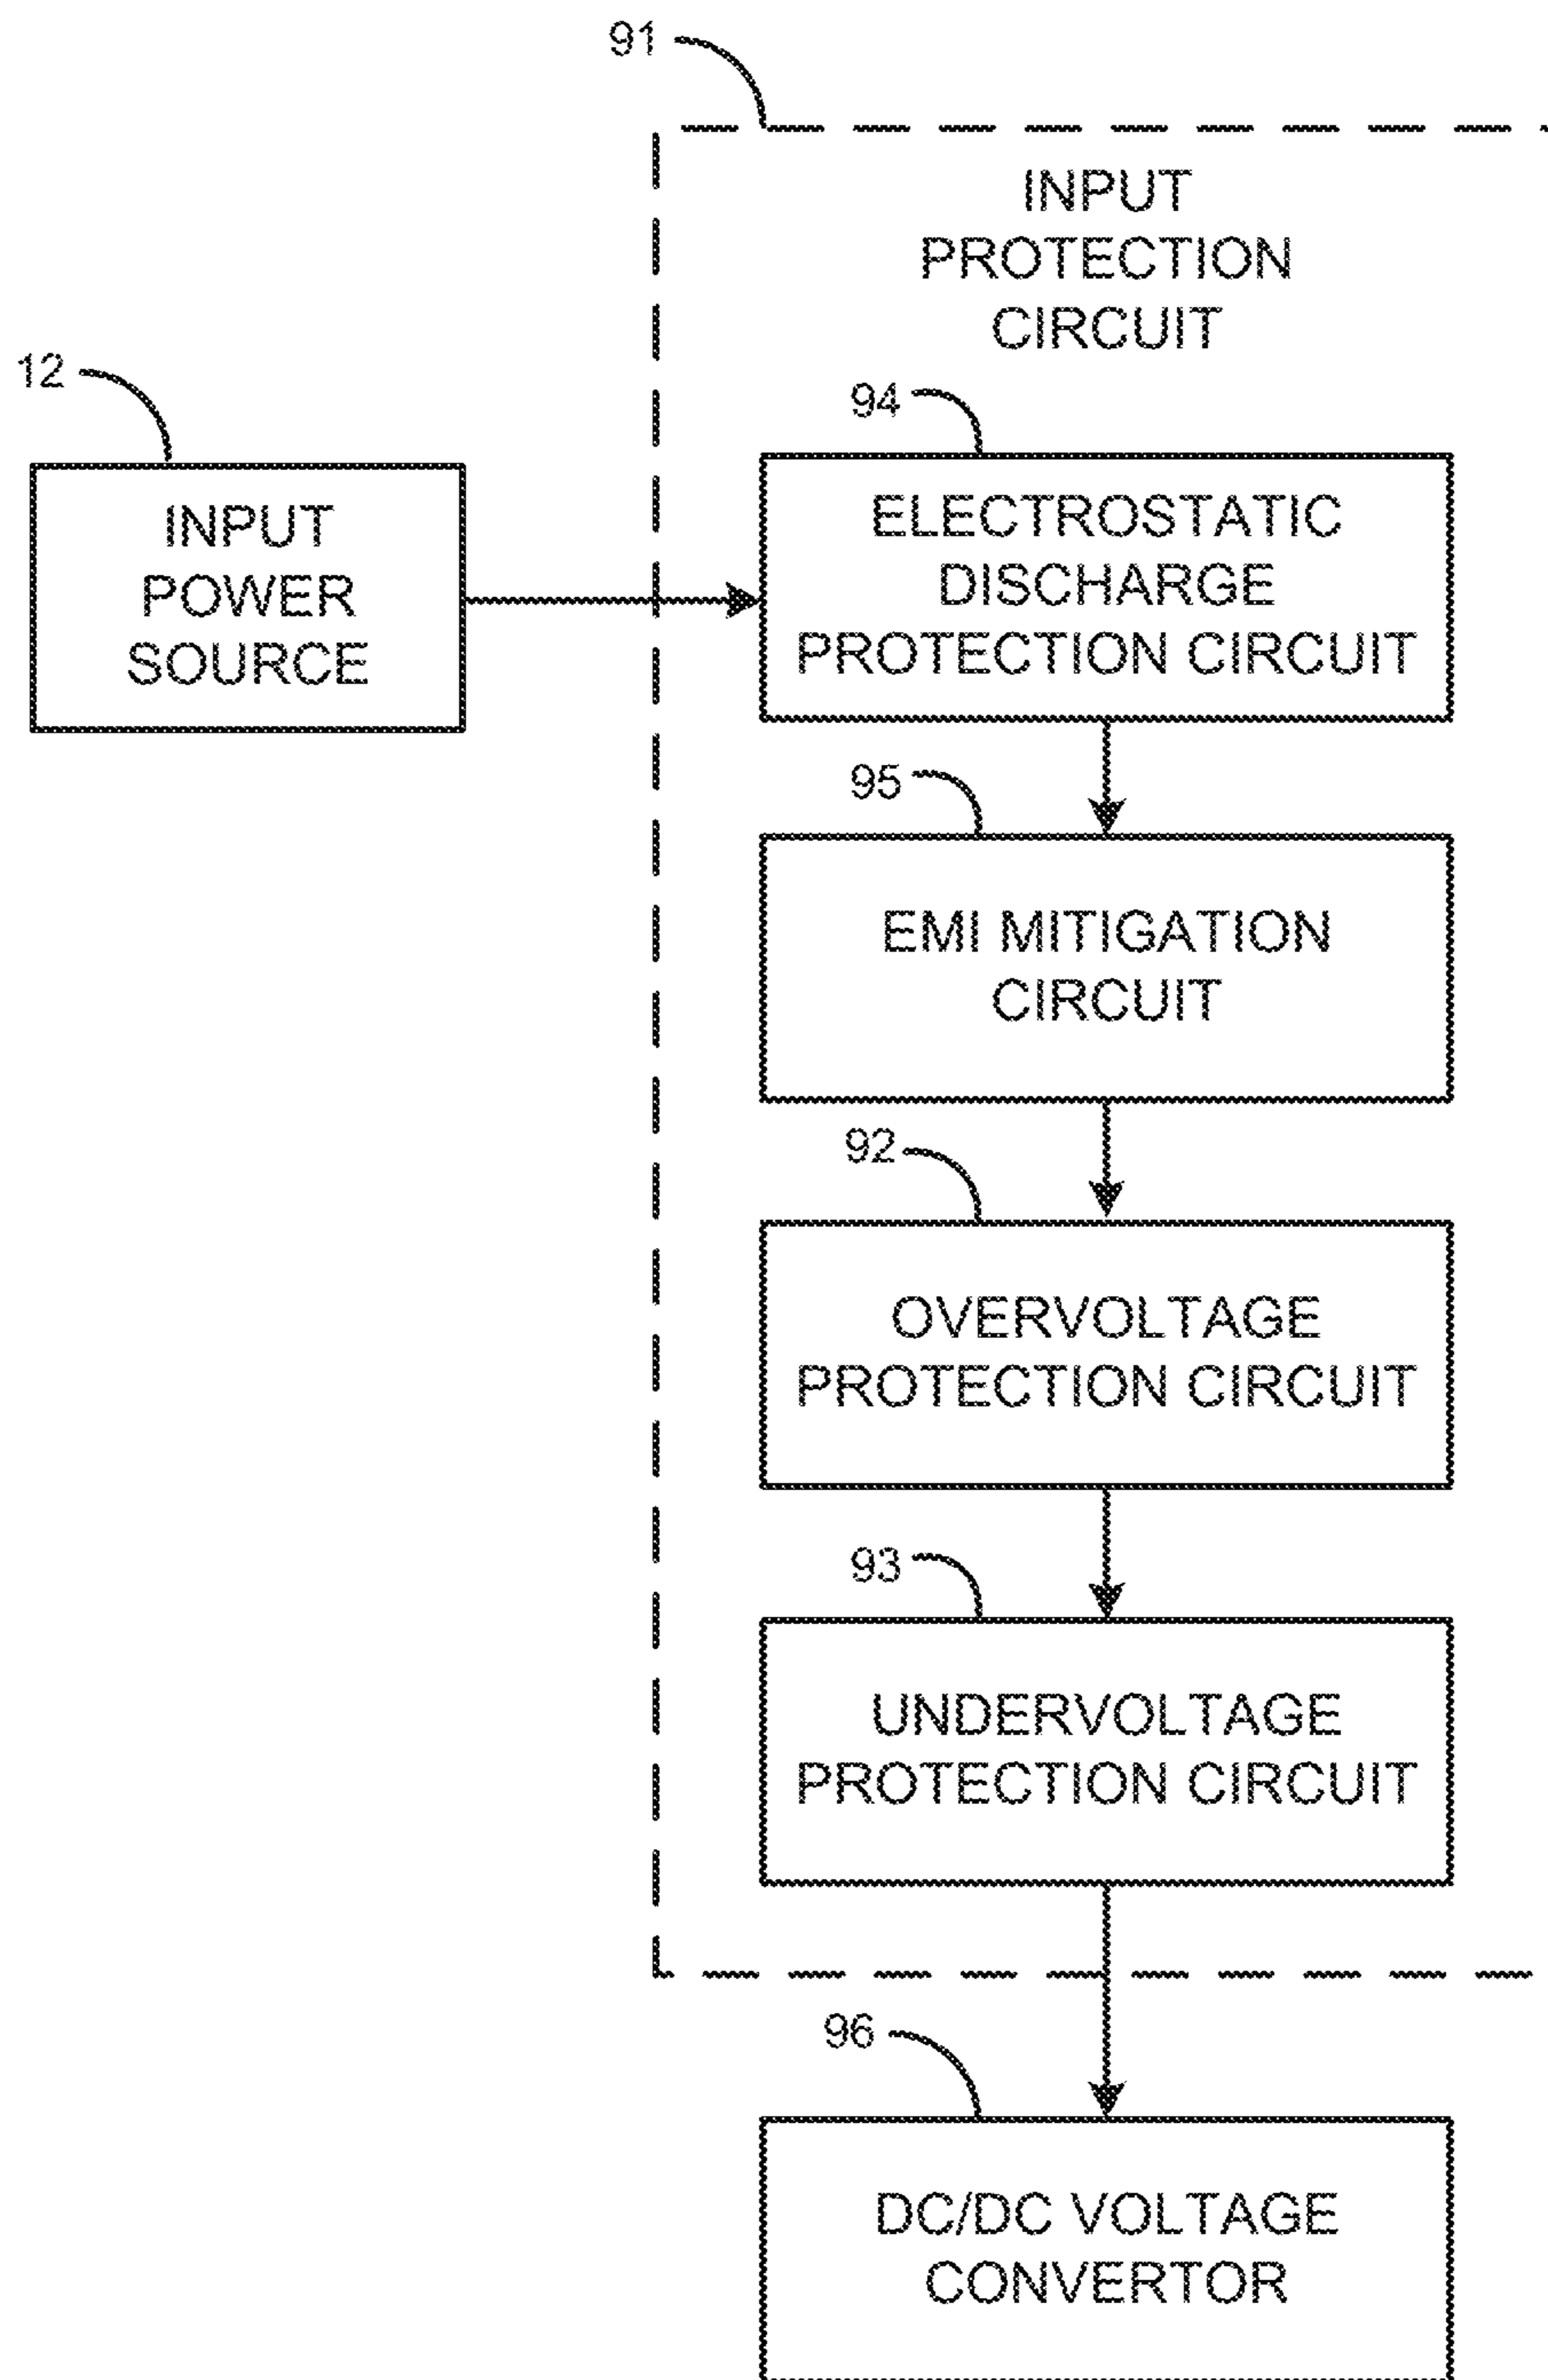 91
INPUT
PROTECTION
CIRCUIT
12
INPUT
POWER
SOURCE
94
ELECTROSTATIC
DISCHARGE
PROTECTION CIRCUIT
95
EMI MITIGATION
CIRCUIT
92
OVERVOLTAGE
PROTECTION CIRCUIT
93
UNDERVOLTAGE
PROTECTION CIRCUIT
96
DC/DC VOLTAGE
CONVERTOR